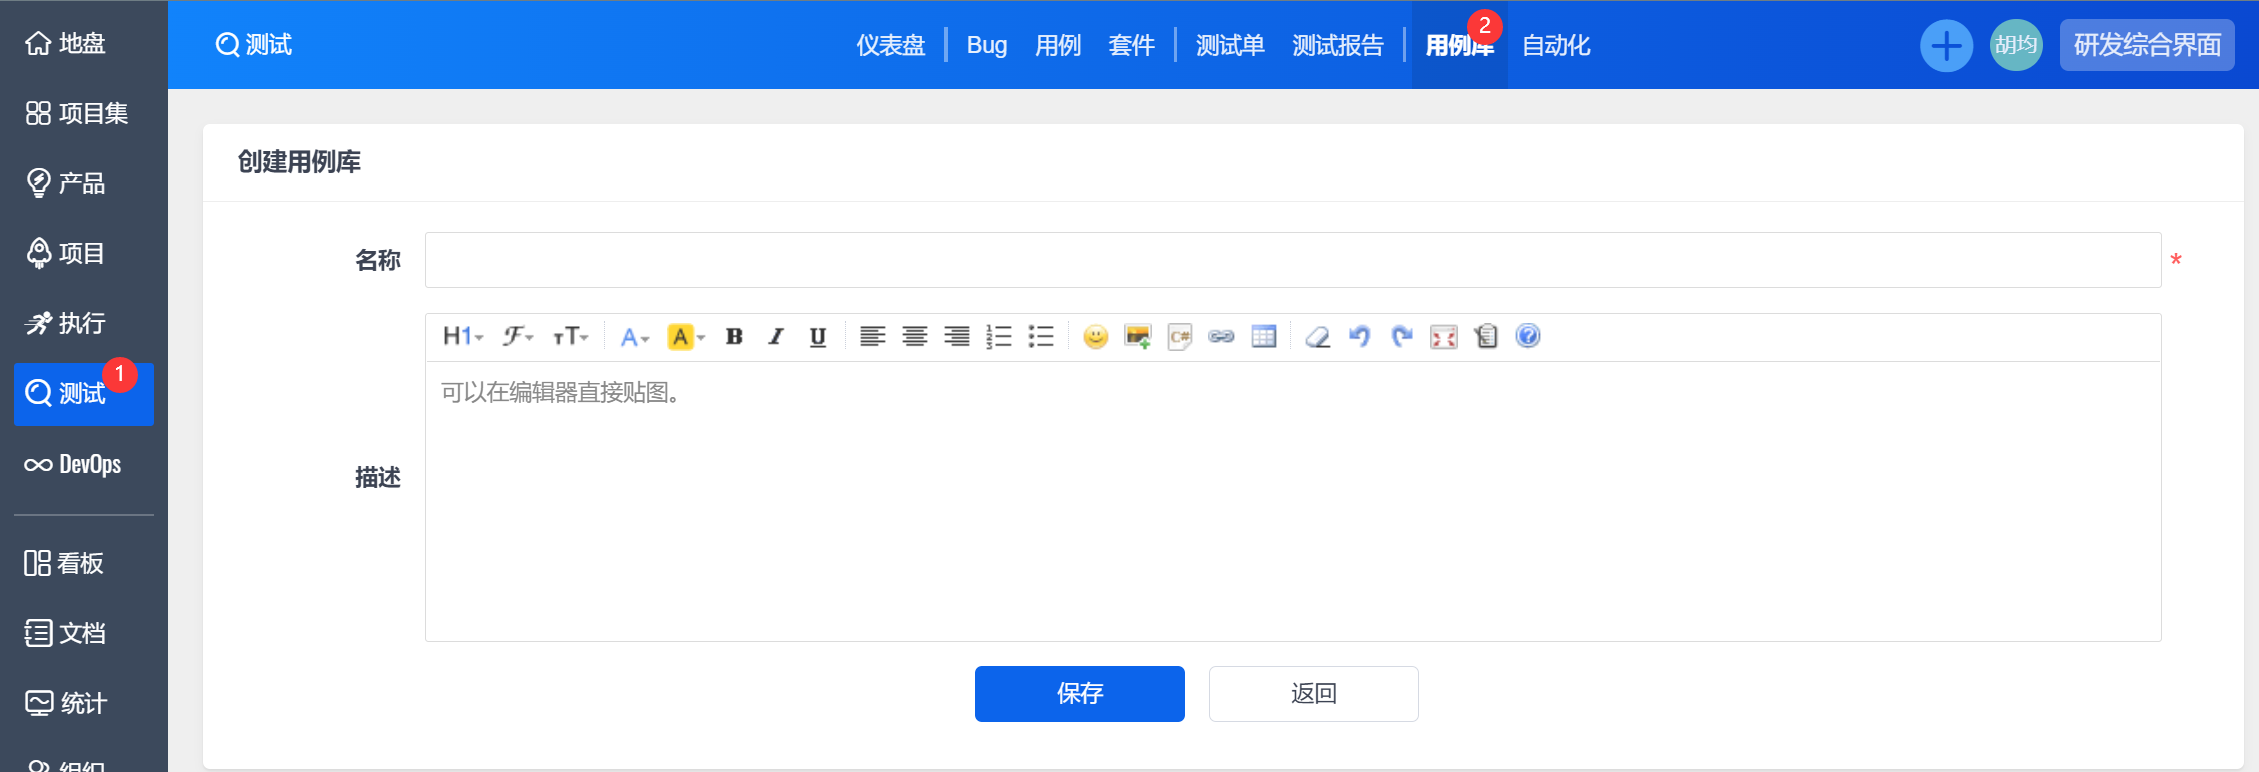 地盘
项目集
产品
项目
执行
测试 1
DevOps
看板
文档
统计
组织
测试
仪表盘 Bug 用例 套件 测试单 测试报告 用例库 2 自动化
胡均 研发综合界面
创建用例库
名称 *
H1 F TT A A B I U C# ?
可以在编辑器直接贴图。
描述
保存 返回